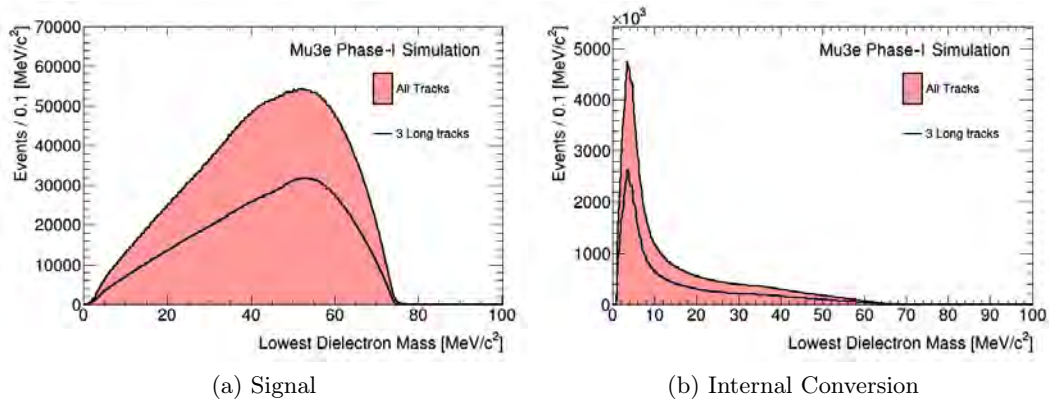 70000
60000
50000
40000
30000
20000
10000
0
Events / 0.1 [MeV/c²]
Mu3e Phase-I Simulation
All Tracks
3 Long tracks
0 20 40 60 80 100
Lowest Dielectron Mass [MeV/c²]
(a) Signal
×10³
5000
4000
3000
2000
1000
0
Events / 0.1 [MeV/c²]
Mu3e Phase-I Simulation
All Tracks
3 Long tracks
0 10 20 30 40 50 60 70 80 90 100
Lowest Dielectron Mass [MeV/c²]
(b) Internal Conversion